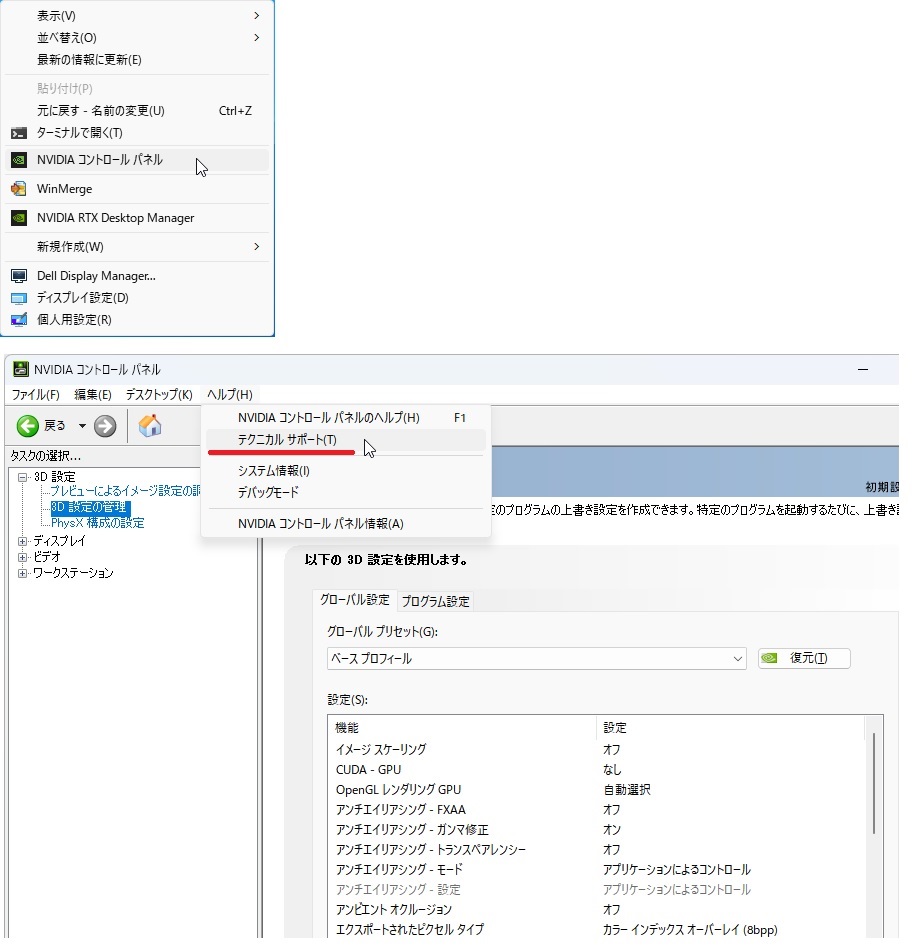 表示(V)
並べ替え(O)
最新の情報に更新(E)
貼り付け(P)
元に戻す - 名前の変更(U) Ctrl+Z
ターミナルで開く(T)
NVIDIA コントロール パネル
WinMerge
NVIDIA RTX Desktop Manager
新規作成(W)
Dell Display Manager...
ディスプレイ設定(D)
個人用設定(R)
NVIDIA コントロール パネル
ファイル(F) 編集(E) デスクトップ(K) ヘルプ(H)
戻る
NVIDIA コントロール パネルのヘルプ(H) F1
テクニカル サポート(T)
システム情報(I)
デバッグモード
NVIDIA コントロール パネル情報(A)
タスクの選択...
3D 設定
プレビューによるイメージ設定の調
3D 設定の管理
PhysX 構成の設定
ディスプレイ
ビデオ
ワークステーション
初期設
定のプログラムの上書き設定を作成できます。特定のプログラムを起動するたびに、上書き
以下の 3D 設定を使用します。
グローバル設定 プログラム設定
グローバル プリセット(G):
ベース プロフィール 復元(T)
設定(S):
機能 設定
イメージ スケーリング オフ
CUDA - GPU なし
OpenGL レンダリング GPU 自動選択
アンチエイリアシング - FXAA オフ
アンチエイリアシング - ガンマ修正 オン
アンチエイリアシング - トランスペアレンシー オフ
アンチエイリアシング - モード アプリケーションによるコントロール
アンチエイリアシング - 設定 アプリケーションによるコントロール
アンビエント オクルージョン オフ
エクスポートされたピクセル タイプ カラー インデックス オーバーレイ (8bpp)